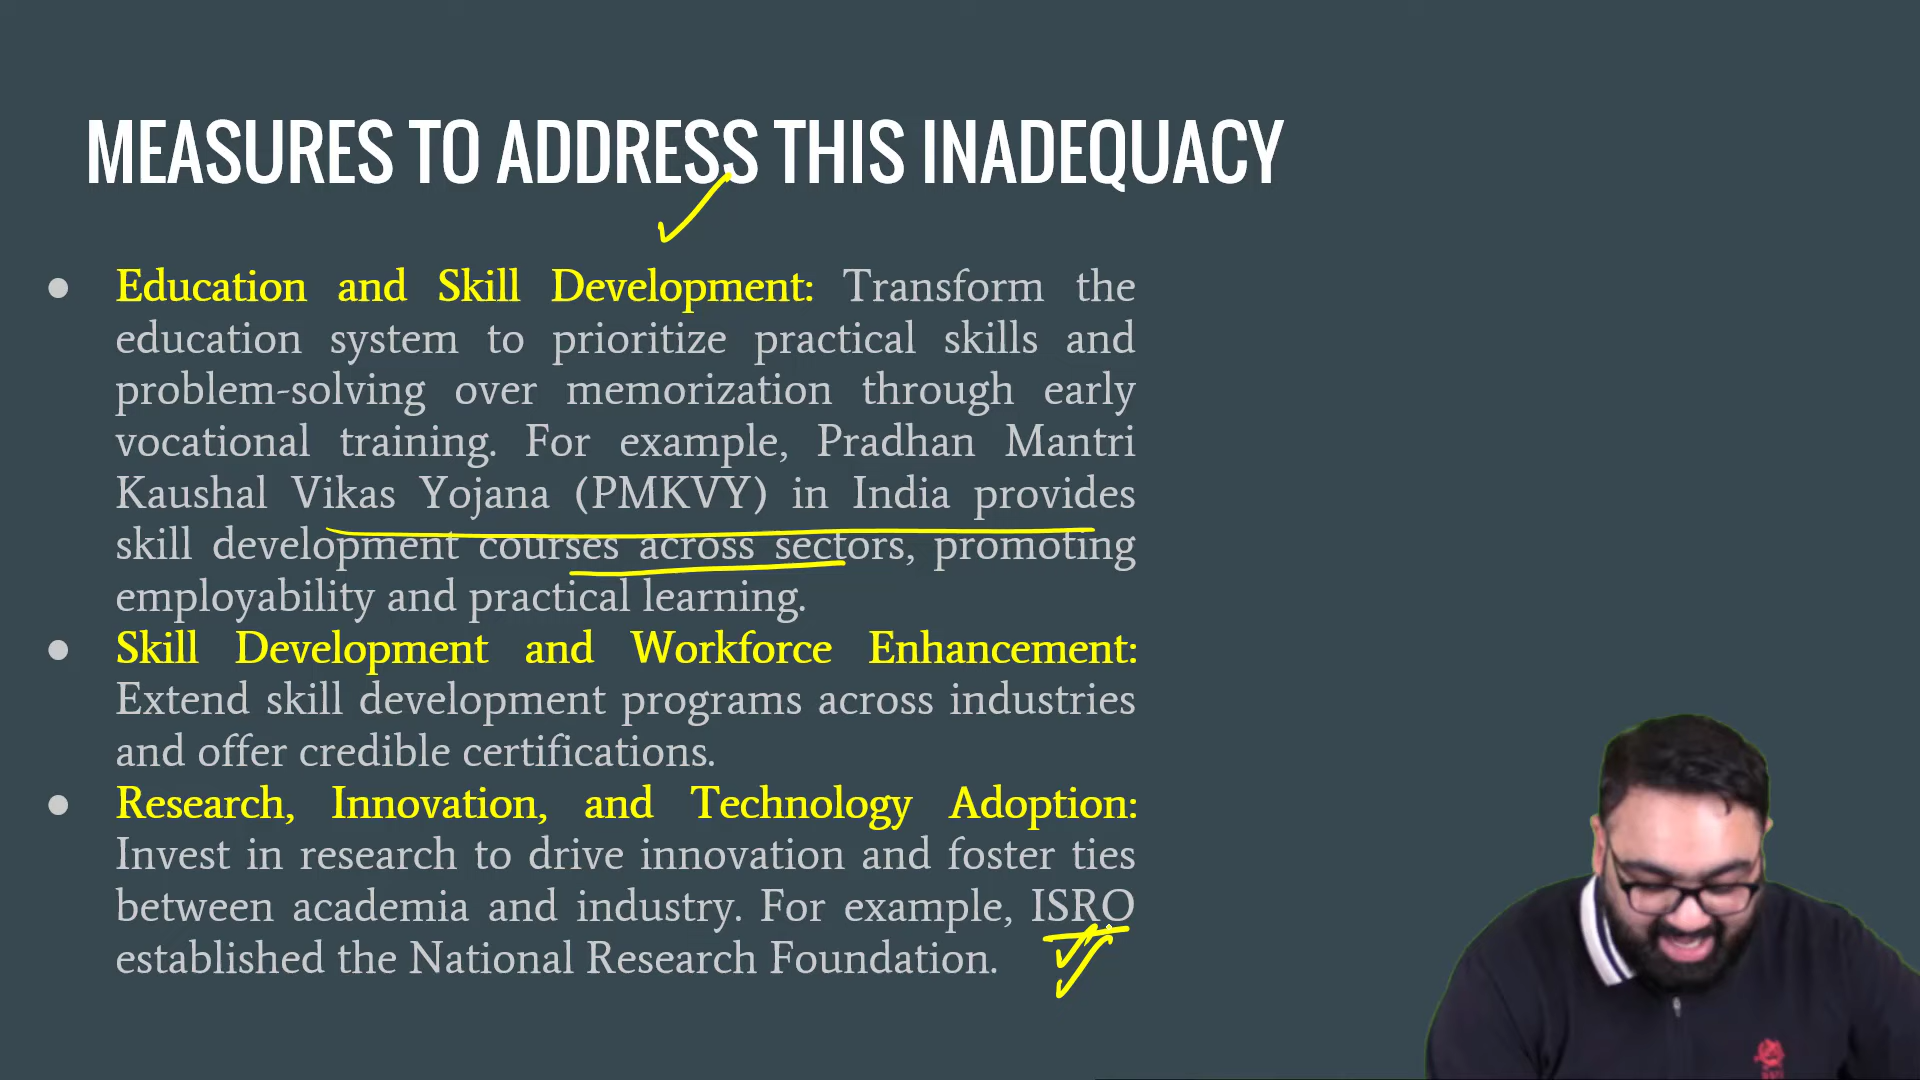 MEASURES TO ADDRESS THIS INADEQUACY
● Education and Skill Development: Transform the
education system to prioritize practical skills and
problem-solving over memorization through early
vocational training. For example, Pradhan Mantri
Kaushal Vikas Yojana (PMKVY) in India provides
skill development courses across sectors, promoting
employability and practical learning.
● Skill Development and Workforce Enhancement:
Extend skill development programs across industries
and offer credible certifications.
● Research, Innovation, and Technology Adoption:
Invest in research to drive innovation and foster ties
between academia and industry. For example, ISRO
established the National Research Foundation.